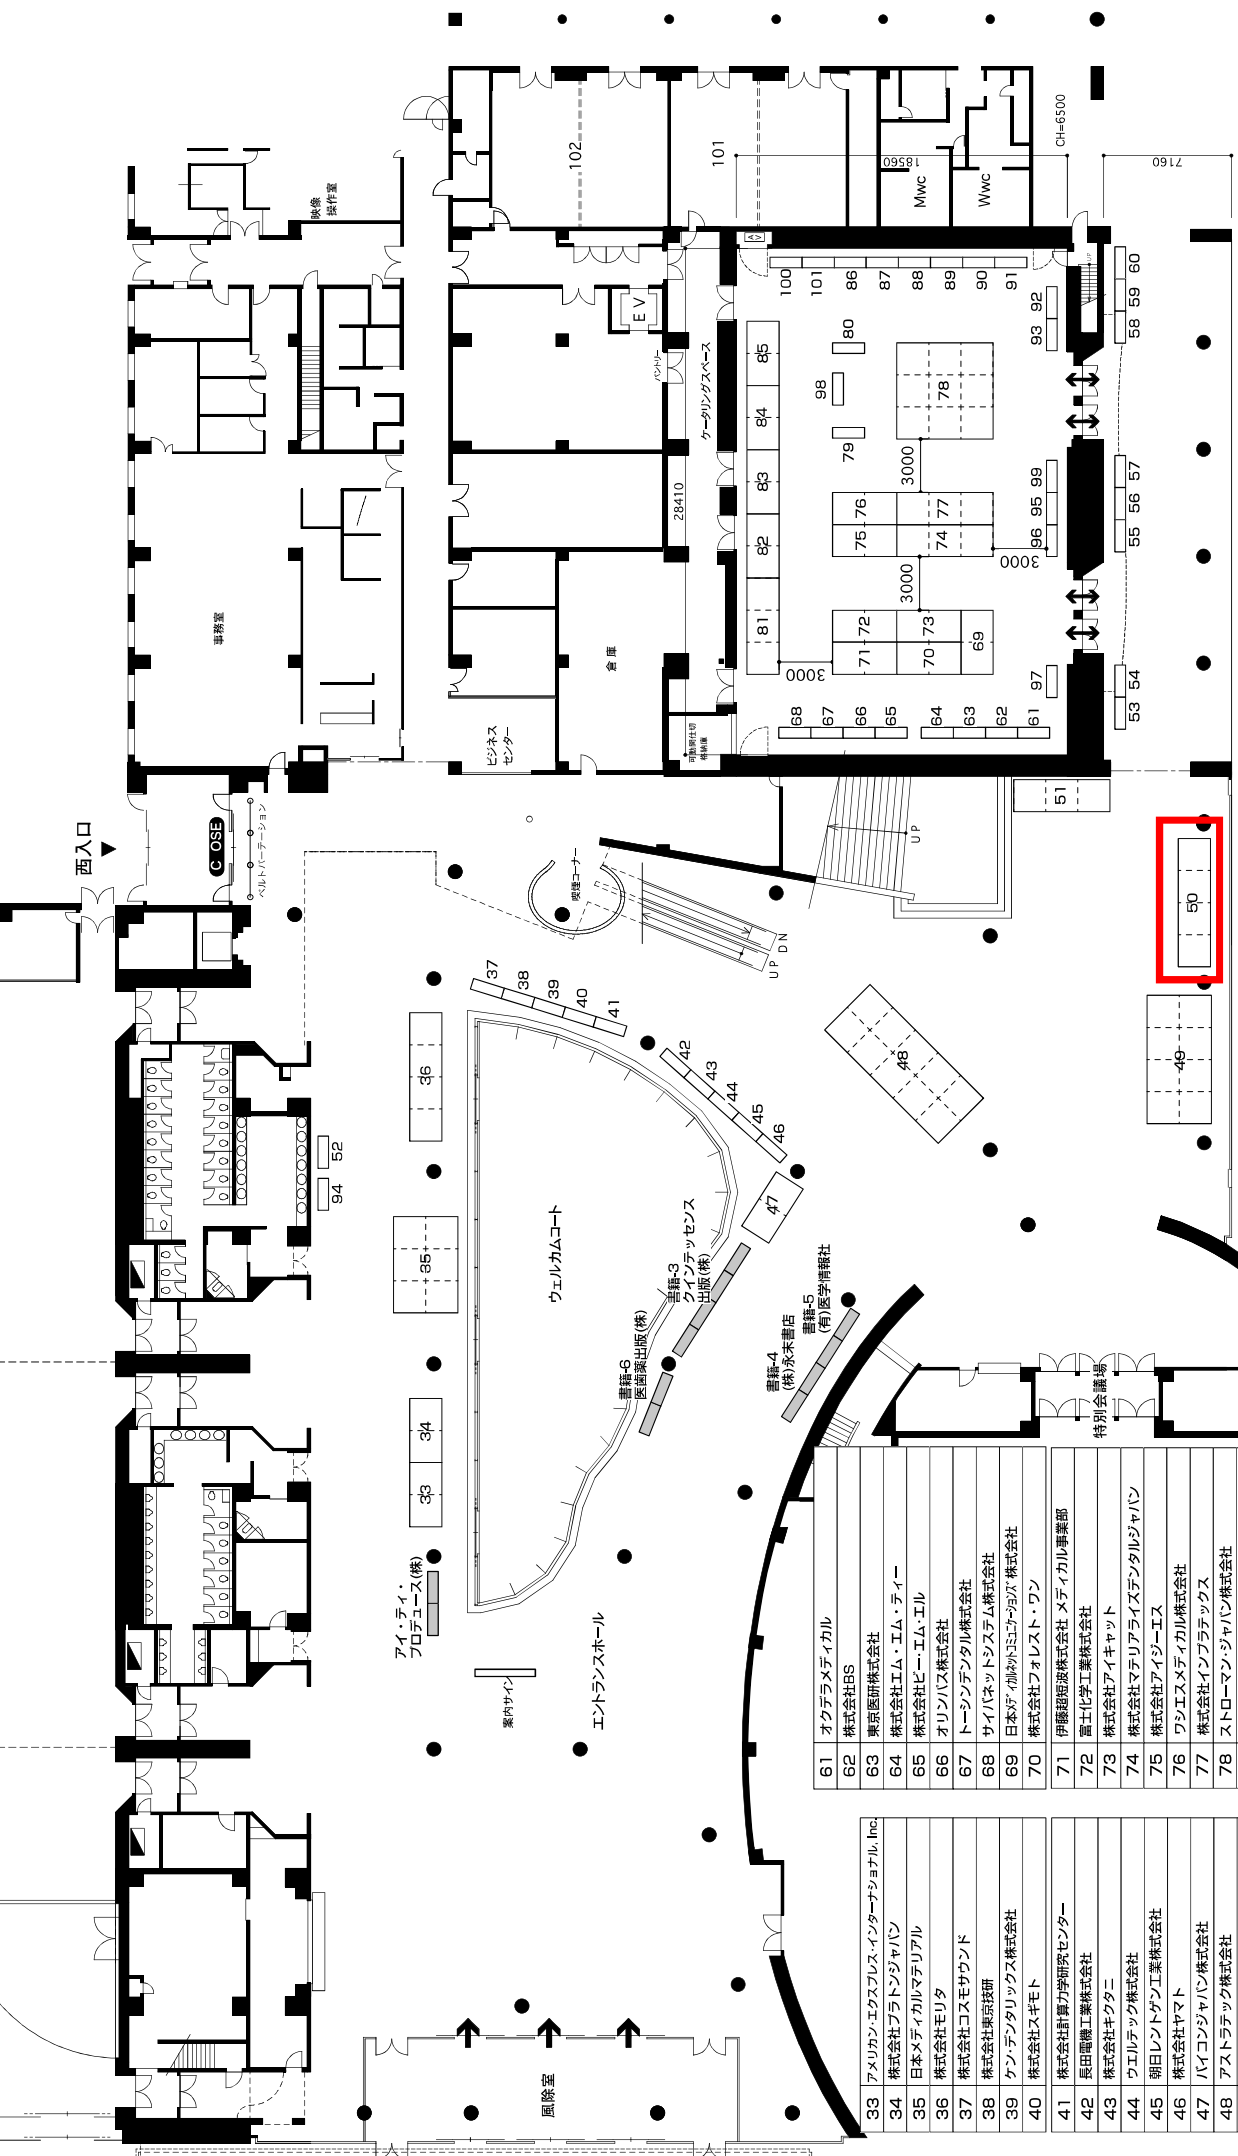 102
101
18560
CH=6500
7160
Mwc
Wwc
映像
操作室
EV
パントリー
ケータリングスペース
28410
AV
UP
100
101
86
87
88
89
90
91
92
93
60
59
58
85
80
98
84
78
79
83
3000
99
57
76
77
95
56
82
75
74
96
55
3000
3000
事務室
倉庫
81
72
73
69
71
70
3000
97
54
53
68
67
66
65
64
63
62
61
ビジネス
センター
可動間仕切
格納庫
51
西入口
C OSE
ベルトパーテーション
喫煙コーナー
UP
UP
DN
50
37
38
39
40
41
36
42
43
44
45
46
48
49
52
94
47
35
ウェルカムコート
書籍-3
クインテッセンス
出版(株)
書籍-6
医歯薬出版(株)
書籍-5
(有)医学情報社
書籍-4
(株)永末書店
34
33
特別会議場
アイ・ティ・
プロデュース(株)
案内サイン
エントランスホール
風除室
61 オクデラメディカル
62 株式会社BS
63 東京医研株式会社
64 株式会社エム・エム・ティー
65 株式会社ビー・エム・エル
66 オリンパス株式会社
67 トーシンデンタル株式会社
68 サイバネットシステム株式会社
69 日本メディカルネットコミュニケーションズ株式会社
70 株式会社フォレスト・ワン
71 伊藤超短波株式会社 メディカル事業部
72 富士化学工業株式会社
73 株式会社アイキャット
74 株式会社マテリアライズデンタルジャパン
75 株式会社アイジーエス
76 ワシエスメディカル株式会社
77 株式会社インプラテックス
78 ストローマン・ジャパン株式会社
33 アメリカン・エクスプレス・インターナショナル, Inc.
34 株式会社プラトンジャパン
35 日本メディカルマテリアル
36 株式会社モリタ
37 株式会社コスモサウンド
38 株式会社東京技研
39 ケン・デンタリックス株式会社
40 株式会社スギモト
41 株式会社計算力学研究センター
42 長田電機工業株式会社
43 株式会社キクタニ
44 ウエルテック株式会社
45 朝日レントゲン工業株式会社
46 株式会社ヤマト
47 バイコンジャパン株式会社
48 アストラテック株式会社